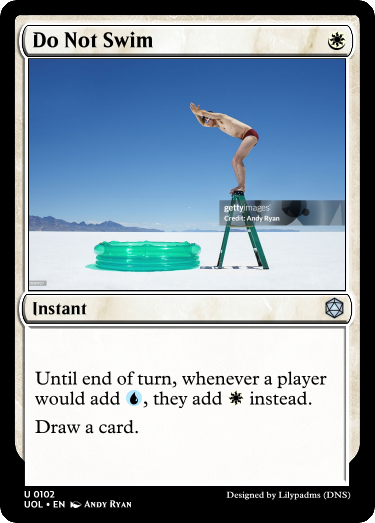 Do Not Swim
gettyimages
Credit: Andy Ryan
Instant
Until end of turn, whenever a player
would add , they add instead.
Draw a card.
U 0102
UOL • EN Andy Ryan
Designed by Lilypadms (DNS)